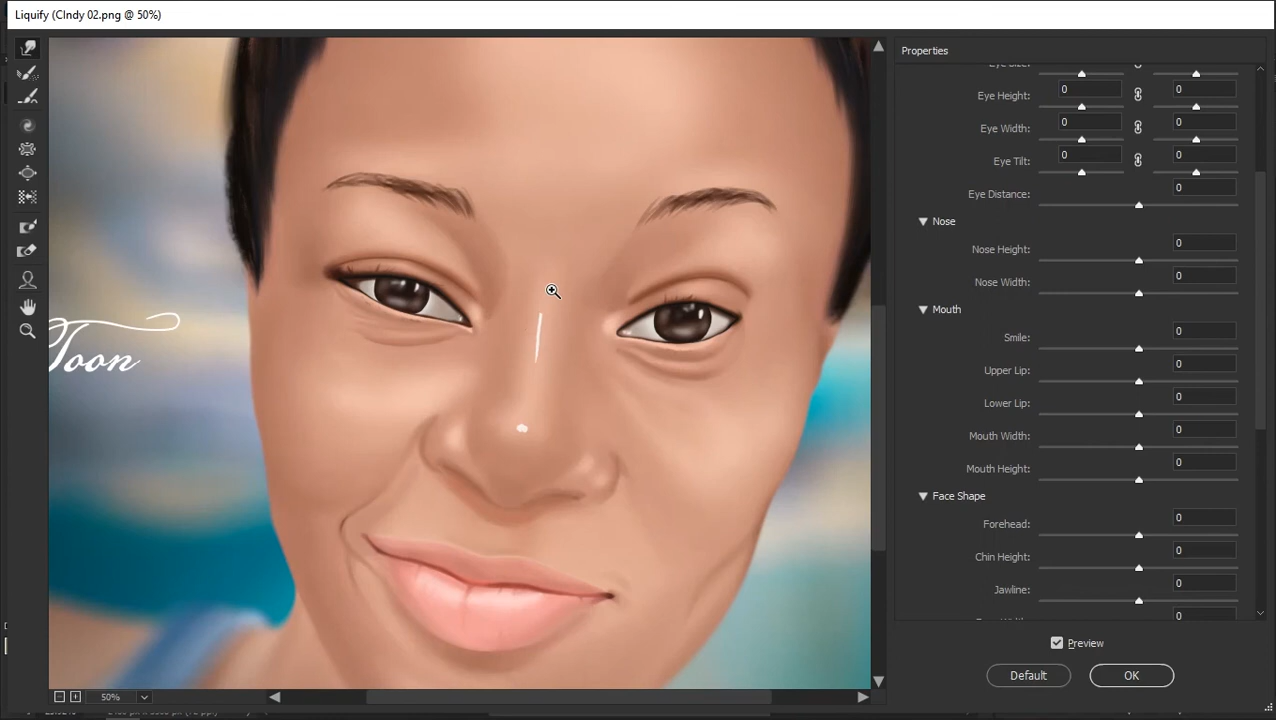 Liquify (CIndy 02.png @ 50%)
Properties
Eye Size:
Eye Height: 0 0
Eye Width: 0 0
Eye Tilt: 0 0
Eye Distance: 0
Nose
Nose Height: 0
Nose Width: 0
Mouth
Smile: 0
Upper Lip: 0
Lower Lip: 0
Mouth Width: 0
Mouth Height: 0
Face Shape
Forehead: 0
Chin Height: 0
Jawline: 0
0
Toon
Preview
Default OK
50%